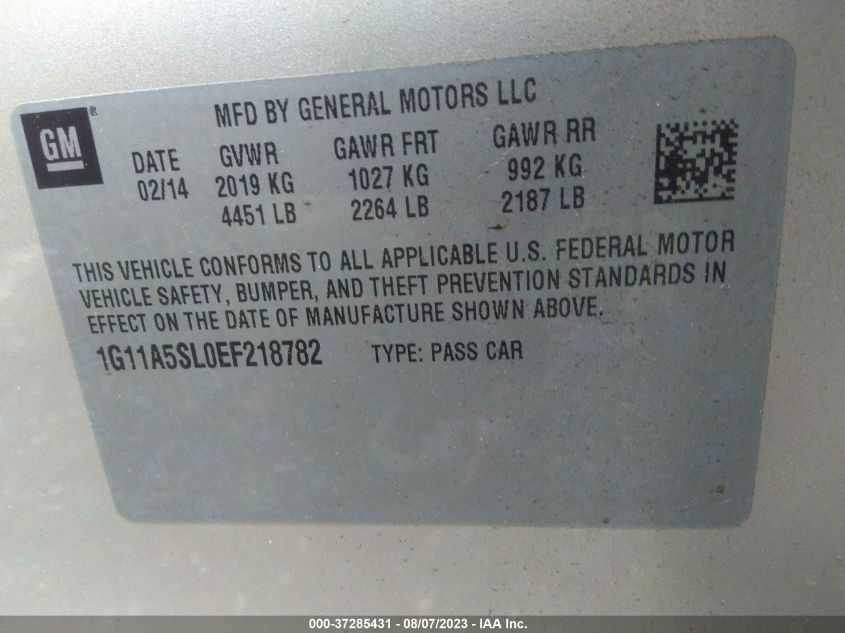 MFD BY GENERAL MOTORS LLC
GM®
DATE GVWR GAWR FRT GAWR RR
02/14 2019 KG 1027 KG 992 KG
4451 LB 2264 LB 2187 LB
THIS VEHICLE CONFORMS TO ALL APPLICABLE U.S. FEDERAL MOTOR
VEHICLE SAFETY, BUMPER, AND THEFT PREVENTION STANDARDS IN
EFFECT ON THE DATE OF MANUFACTURE SHOWN ABOVE.
1G11A5SL0EF218782 TYPE: PASS CAR
000-37285431 - 08/07/2023 - IAA Inc.